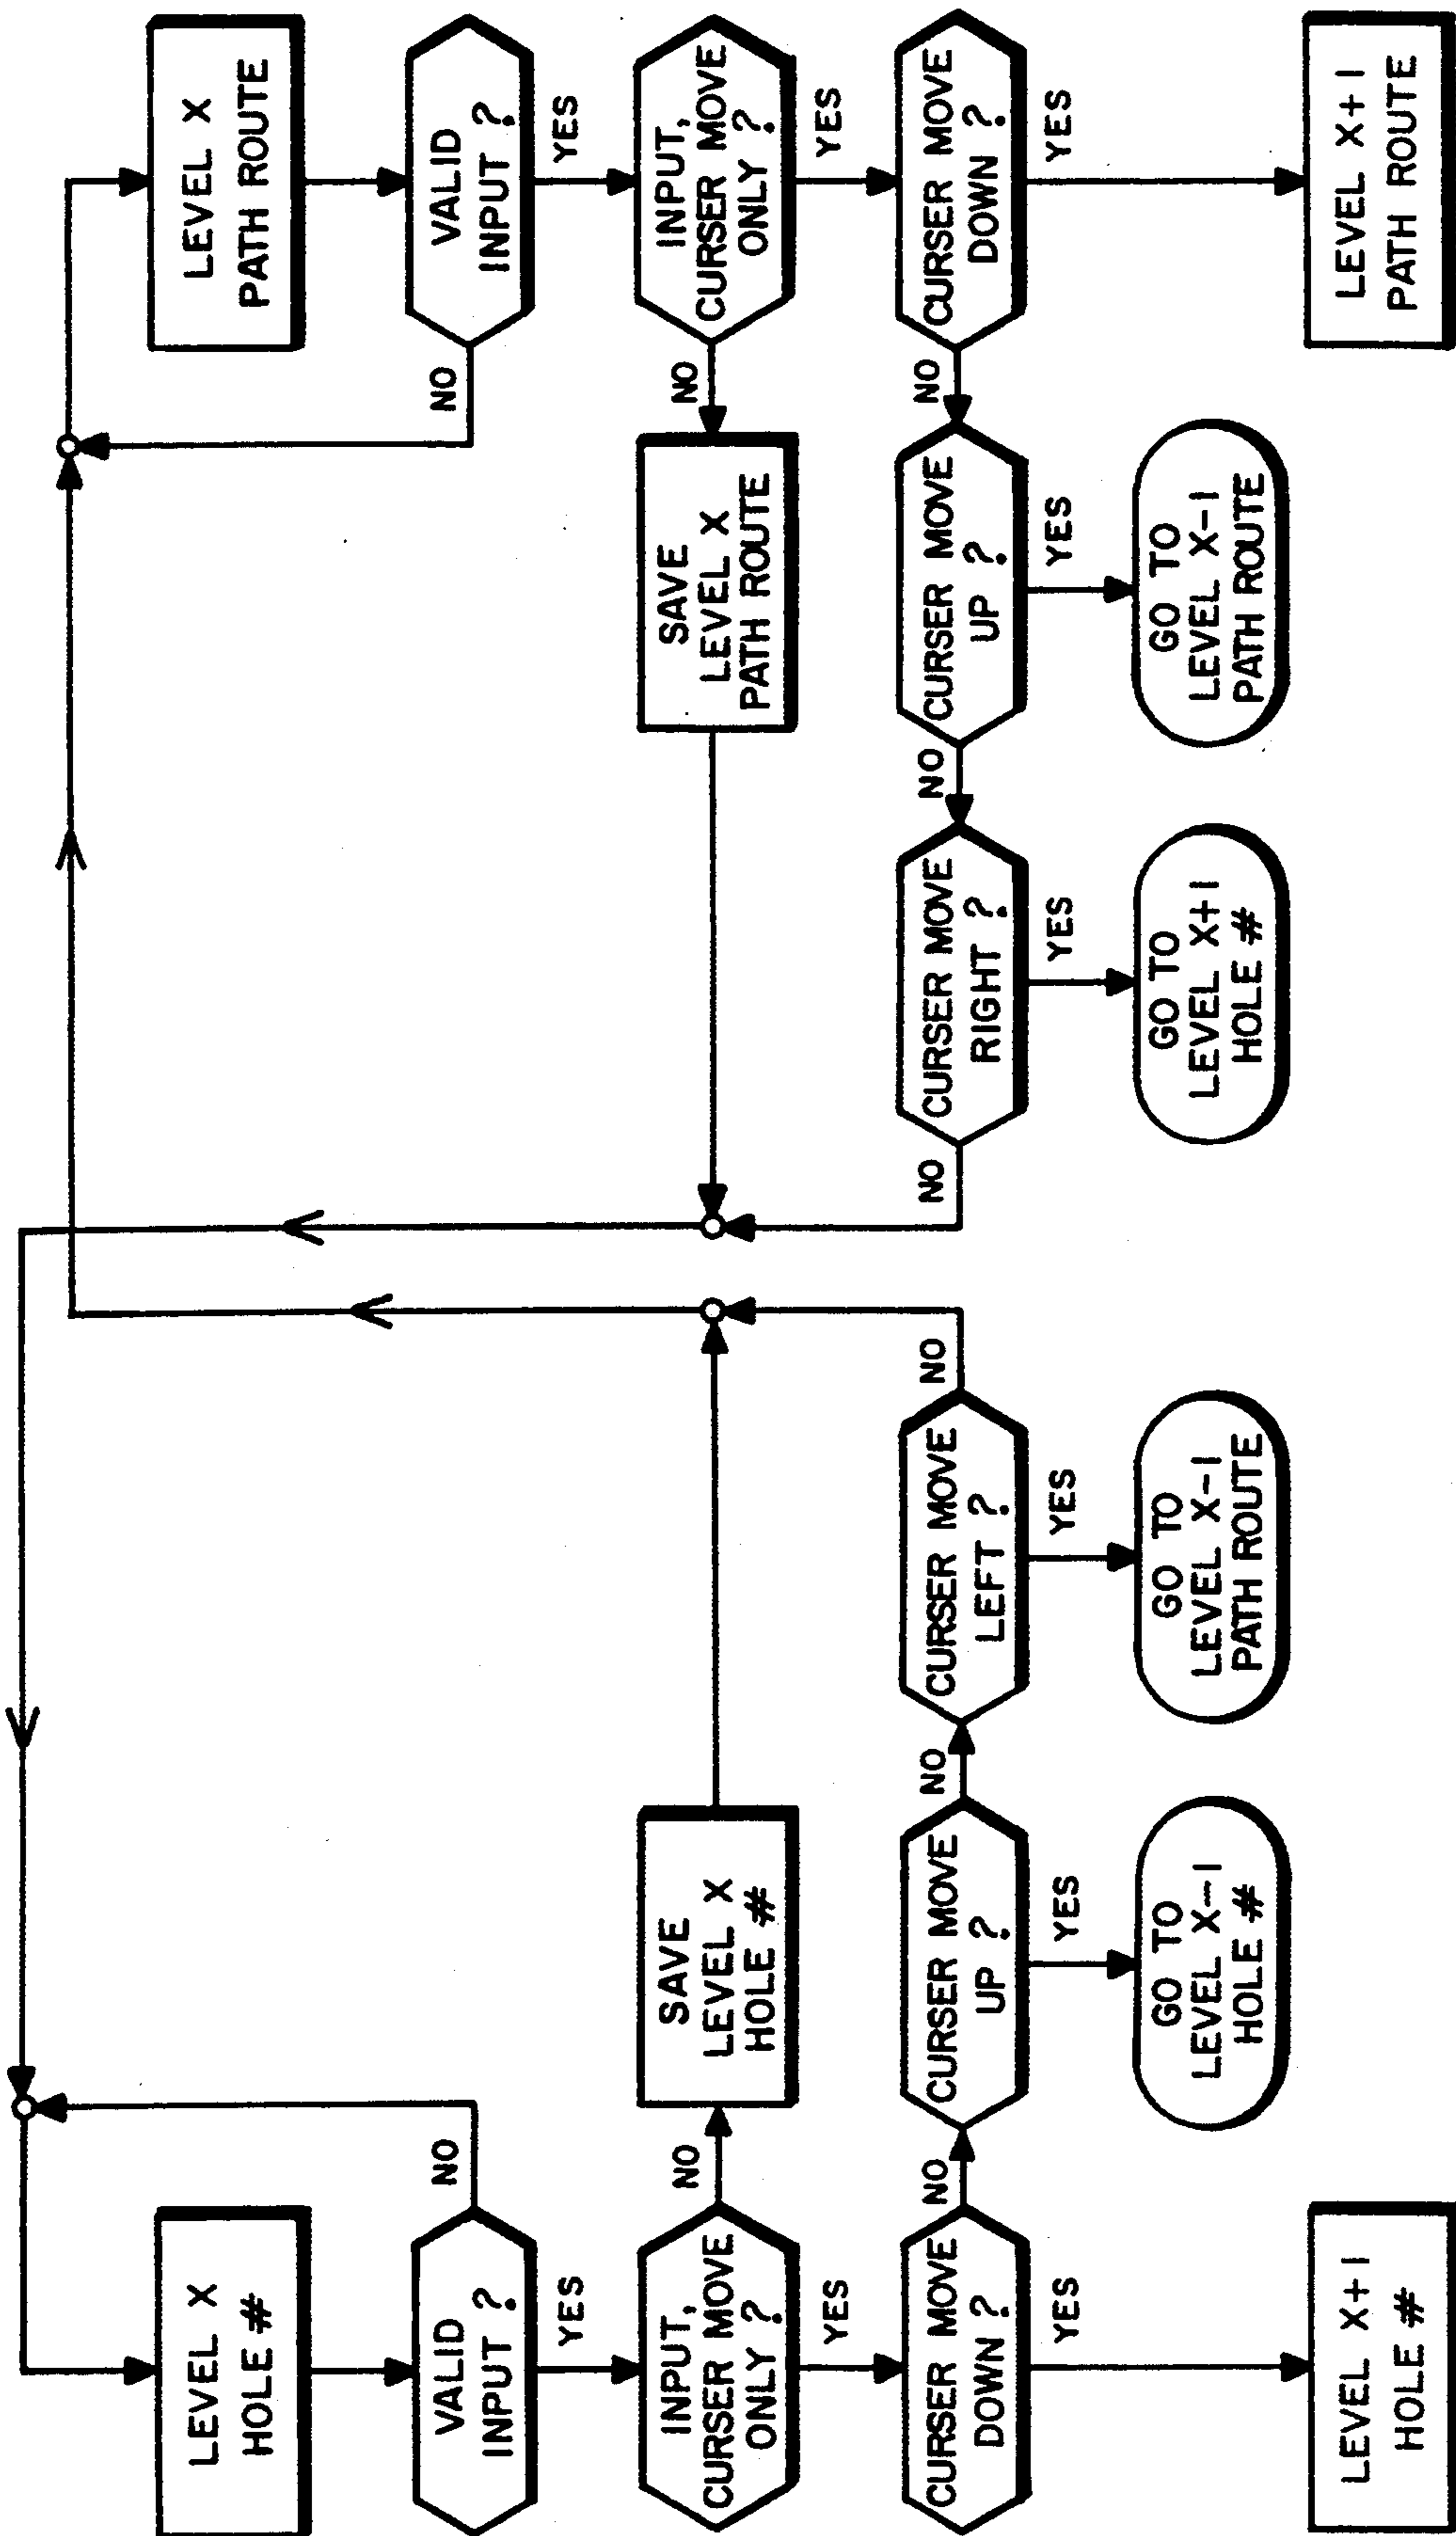 LEVEL X
HOLE #
LEVEL X
PATH ROUTE
VALID
INPUT ?
NO
NO
VALID
INPUT ?
YES
YES
INPUT,
CURSER MOVE
ONLY ?
NO
SAVE
LEVEL X
HOLE #
SAVE
LEVEL X
PATH ROUTE
NO
INPUT,
CURSER MOVE
ONLY ?
YES
YES
CURSER MOVE
DOWN ?
NO
CURSER MOVE
UP ?
NO
CURSER MOVE
LEFT ?
NO
NO
CURSER MOVE
RIGHT ?
NO
CURSER MOVE
UP ?
NO
CURSER MOVE
DOWN ?
YES
YES
YES
YES
YES
YES
GO TO
LEVEL X-1
HOLE #
GO TO
LEVEL X-1
PATH ROUTE
GO TO
LEVEL X+1
HOLE #
GO TO
LEVEL X-1
PATH ROUTE
LEVEL X+1
HOLE #
LEVEL X+1
PATH ROUTE